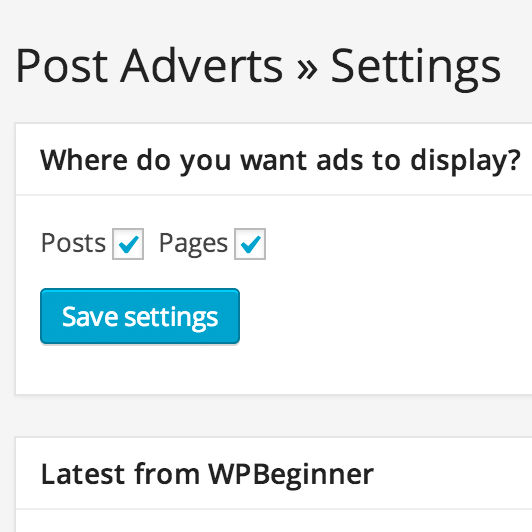 Post Adverts » Settings
Where do you want ads to display?
Posts Pages
Save settings
Latest from WPBeginner